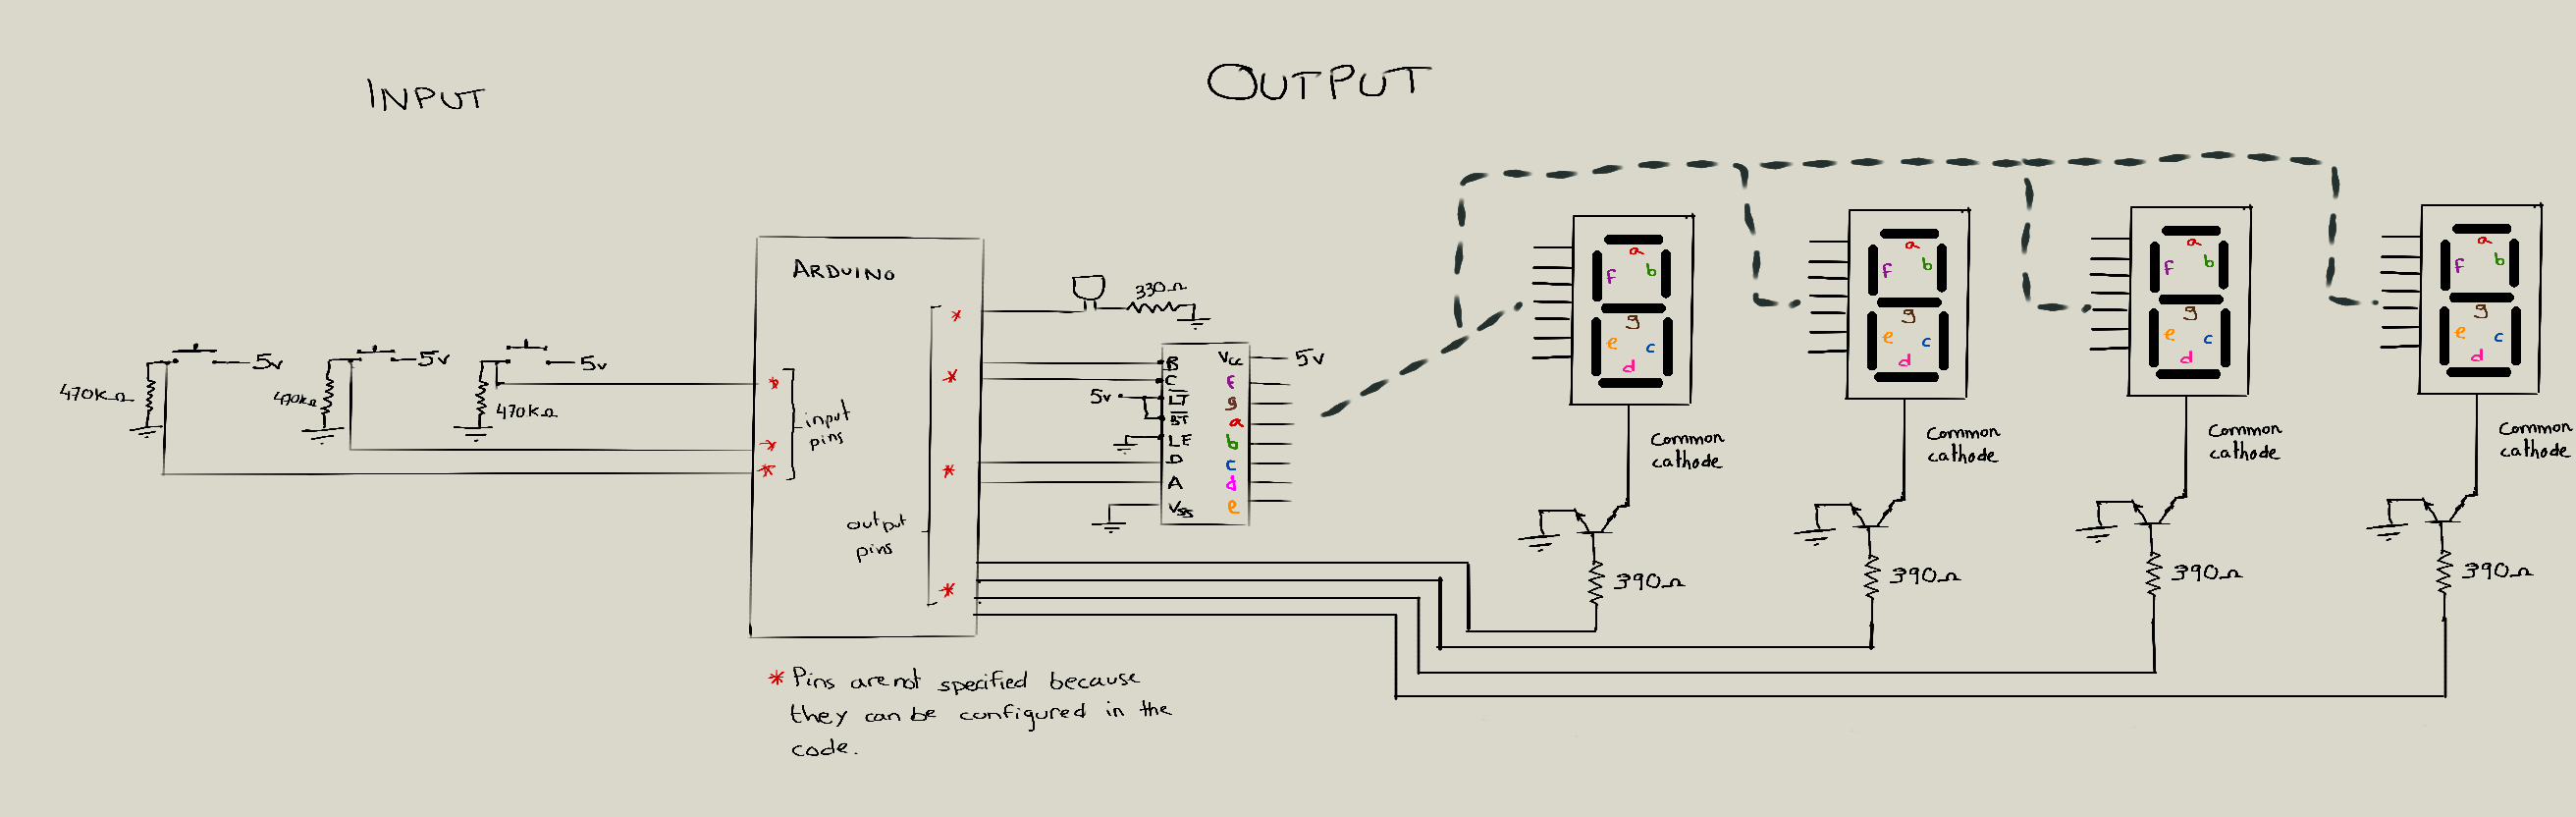 INPUT
OUTPUT
5v
470kΩ
5v
470kΩ
5v
470kΩ
ARDUINO
*
*
*
input
pins
*
*
*
*
output
pins
330Ω
B
C
5v
LT
BT
LE
D
A
Vss
Vcc
5v
f
g
a
b
c
d
e
a
f
b
g
e
c
d
Common
cathode
390Ω
a
f
b
g
e
c
d
Common
cathode
390Ω
a
f
b
g
e
c
d
Common
cathode
390Ω
a
f
b
g
e
c
d
Common
cathode
390Ω
* Pins are not specified because
they can be configured in the
code.